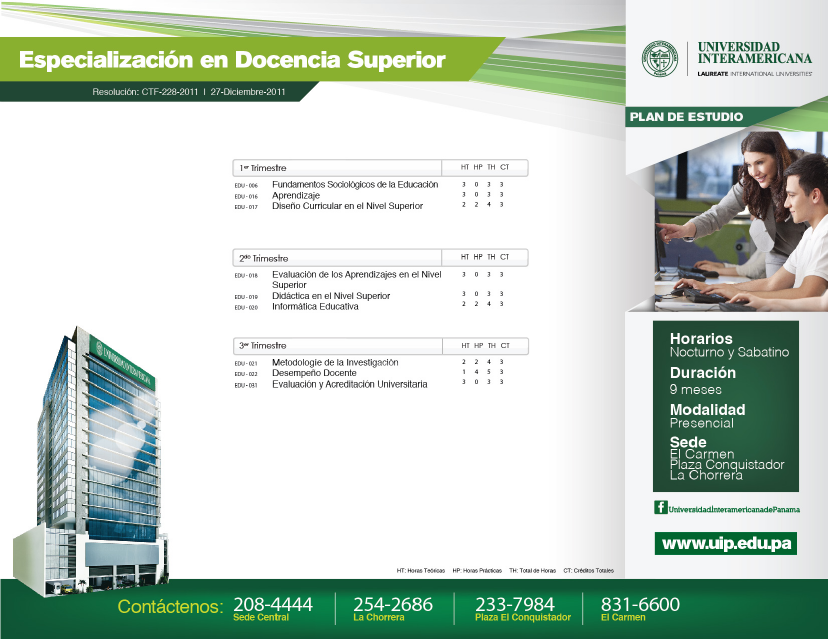 Especialización en Docencia Superior
Resolución: CTF-228-2011 I 27-Diciembre-2011
UNIVERSIDAD
INTERAMERICANA
LAUREATE INTERNATIONAL UNIVERSITIES
PLAN DE ESTUDIO
1er Trimestre HT HP TH CT
EDU - 006 Fundamentos Sociológicos de la Educación 3 0 3 3
EDU - 016 Aprendizaje 3 0 3 3
EDU - 017 Diseño Curricular en el Nivel Superior 2 2 4 3
2do Trimestre HT HP TH CT
EDU - 018 Evaluación de los Aprendizajes en el Nivel 3 0 3 3
Superior
EDU - 019 Didáctica en el Nivel Superior 3 0 3 3
EDU - 020 Informática Educativa 2 2 4 3
3er Trimestre HT HP TH CT
EDU - 021 Metodologíe de la Investigación 2 2 4 3
EDU - 022 Desempeño Docente 1 4 5 3
EDU - 031 Evaluación y Acreditación Universitaria 3 0 3 3
Horarios
Nocturno y Sabatino
Duración
9 meses
Modalidad
Presencial
Sede
El Carmen
Plaza Conquistador
La Chorrera
UniversidadInteramericanadePanama
www.uip.edu.pa
HT: Horas Teóricas HP: Horas Prácticas TH: Total de Horas CT: Créditos Totales
Contáctenos: 208-4444 254-2686 233-7984 831-6600
Sede Central La Chorrera Plaza El Conquistador El Carmen